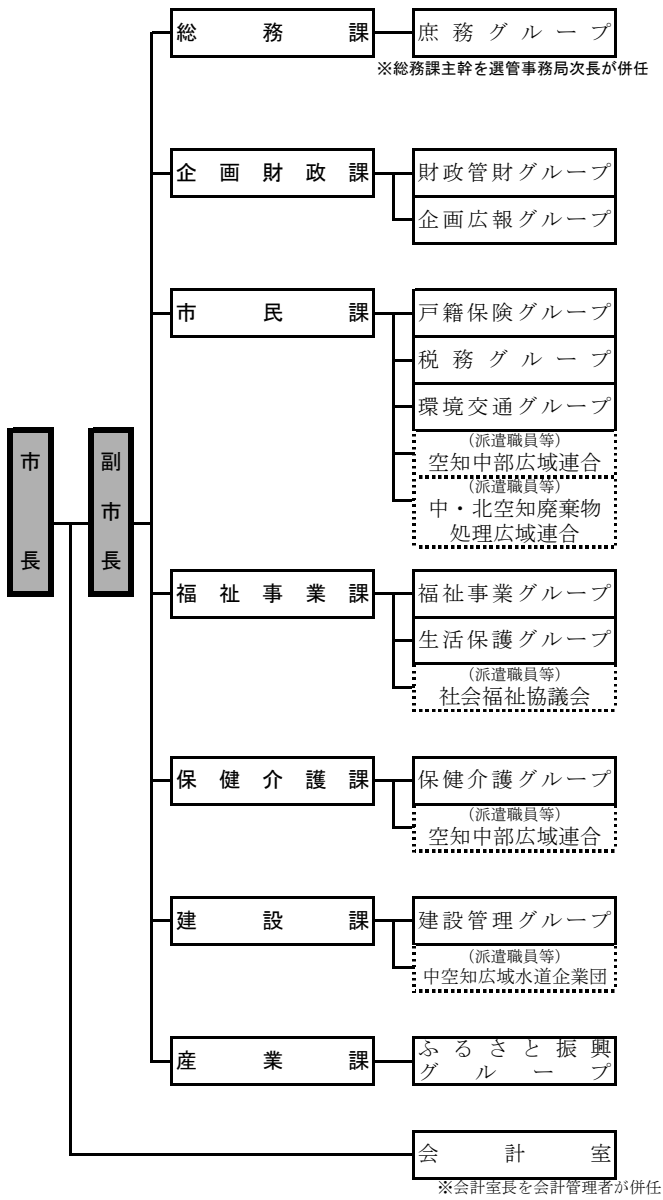 総務課
庶務グループ
※総務課主幹を選管事務局次長が併任
企画財政課
財政管財グループ
企画広報グループ
市民課
戸籍保険グループ
税務グループ
環境交通グループ
(派遣職員等)
空知中部広域連合
(派遣職員等)
中・北空知廃棄物
処理広域連合
市長
副市長
福祉事業課
福祉事業グループ
生活保護グループ
(派遣職員等)
社会福祉協議会
保健介護課
保健介護グループ
(派遣職員等)
空知中部広域連合
建設課
建設管理グループ
(派遣職員等)
中空知広域水道企業団
産業課
ふるさと振興
グループ
会計室
※会計室長を会計管理者が併任